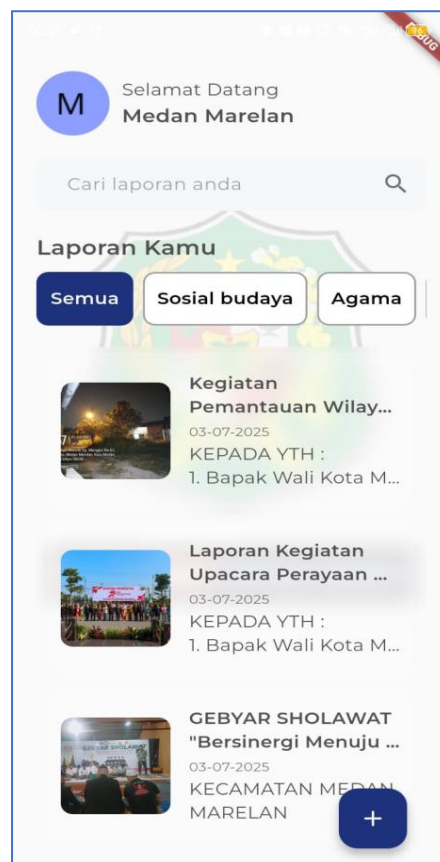 DEBUG
M
Selamat Datang
Medan Marelan
Cari laporan anda
Laporan Kamu
Semua
Sosial budaya
Agama
Kegiatan
Pemantauan Wilay...
03-07-2025
KEPADA YTH :
1. Bapak Wali Kota M...
Laporan Kegiatan
Upacara Perayaan ...
03-07-2025
KEPADA YTH :
1. Bapak Wali Kota M...
GEBYAR SHOLAWAT
"Bersinergi Menuju ...
03-07-2025
KECAMATAN MEDAN
MARELAN
+